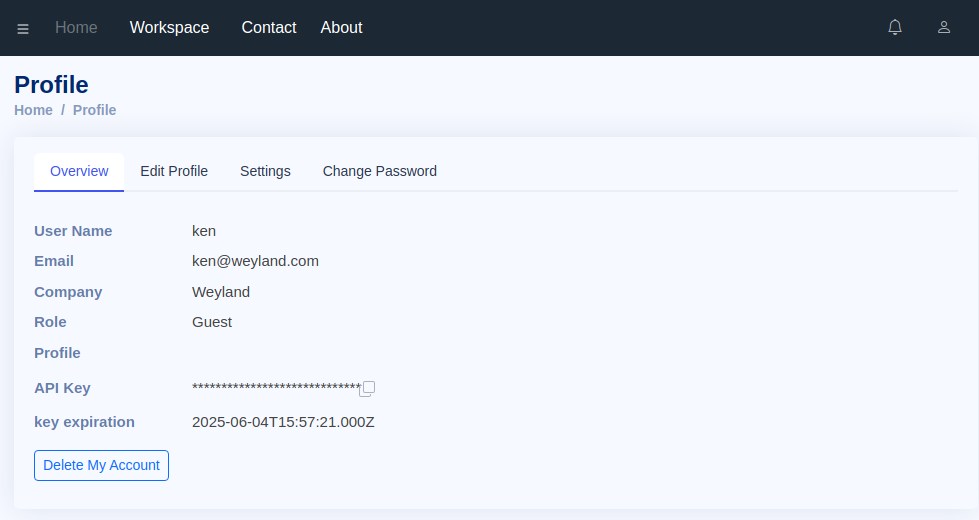 Home Workspace Contact About
Profile
Home / Profile
Overview Edit Profile Settings Change Password
User Name ken
Email ken@weyland.com
Company Weyland
Role Guest
Profile
API Key ******************************
key expiration 2025-06-04T15:57:21.000Z
Delete My Account